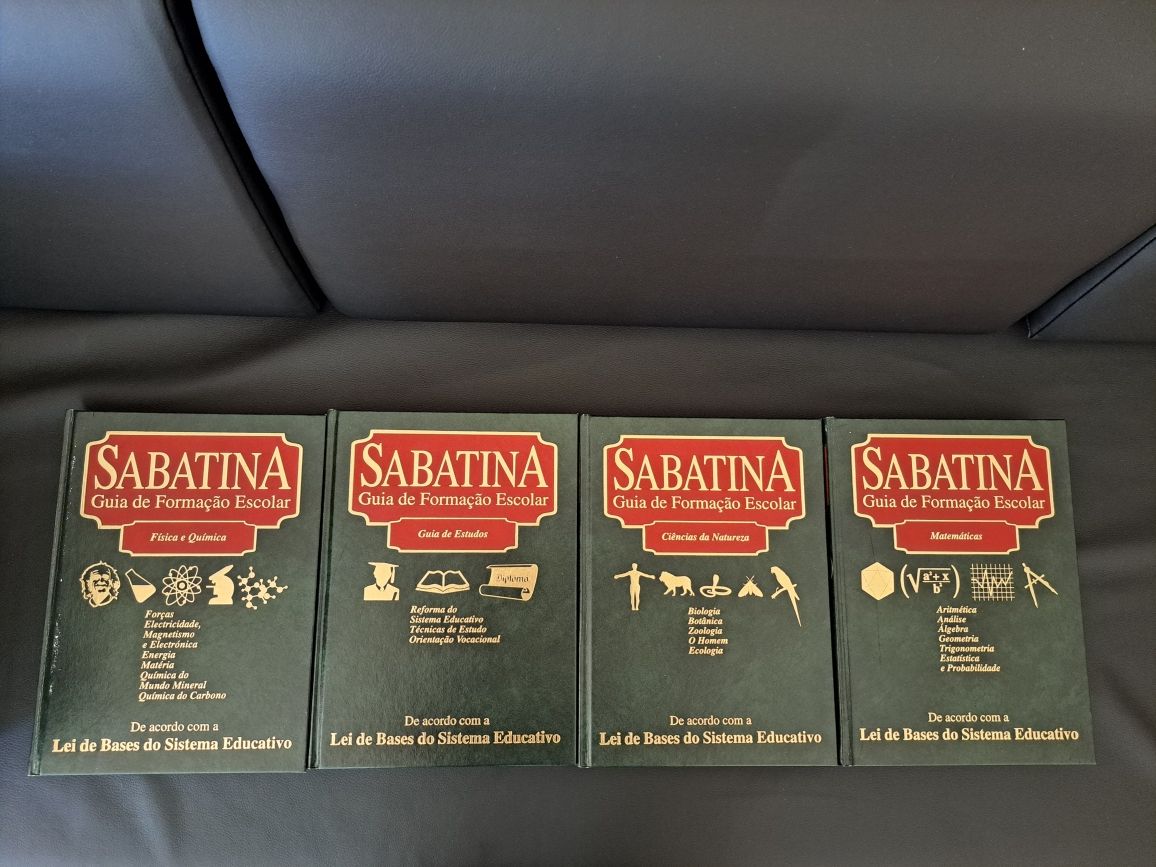 SABATINA
Guia de Formação Escolar
Física e Química
Forças
Electricidade,
Magnetismo
e Electrónica
Energia
Matéria
Química do
Mundo Mineral
Química do Carbono
De acordo com a
Lei de Bases do Sistema Educativo
SABATINA
Guia de Formação Escolar
Guia de Estudos
Diploma
Reforma do
Sistema Educativo
Técnicas de Estudo
Orientação Vocacional
De acordo com a
Lei de Bases do Sistema Educativo
SABATINA
Guia de Formação Escolar
Ciências da Natureza
Biologia
Botânica
Zoologia
O Homem
Ecologia
De acordo com a
Lei de Bases do Sistema Educativo
SABATINA
Guia de Formação Escolar
Matemáticas
(√ a³+x / b⁵)
Aritmética
Análise
Álgebra
Geometria
Trigonometria
Estatística
e Probabilidade
De acordo com a
Lei de Bases do Sistema Educativo